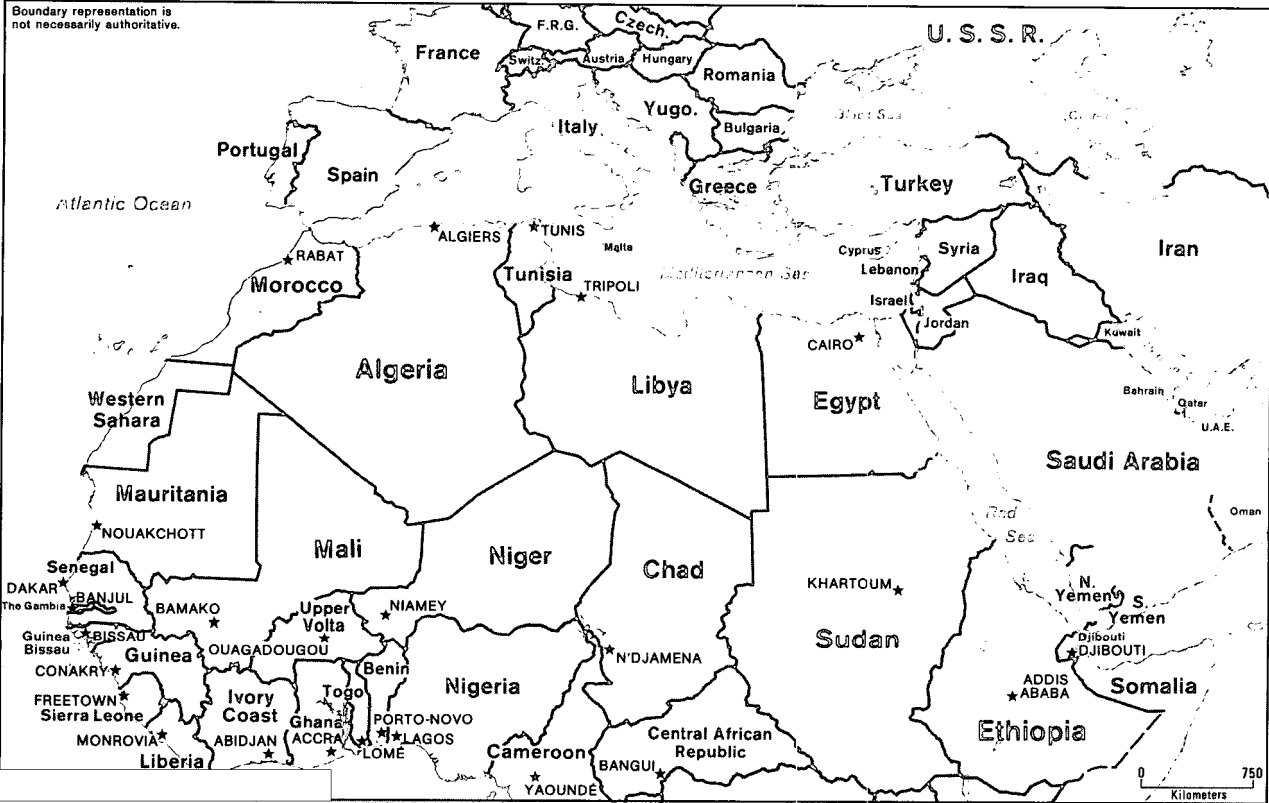 Boundary representation is
not necessarily authoritative.
U. S. S. R.
F.R.G.
Czech.
France
Switz.
Austria
Hungary
Romania
Yugo.
Italy
Black Sea
Bulgaria
Portugal
Spain
Greece
Turkey
Atlantic Ocean
ALGIERS
TUNIS
Malta
Cyprus
Syria
Iran
RABAT
Tunisia
Mediterranean Sea
Lebanon
Iraq
Morocco
TRIPOLI
Israel
Jordan
Kuwait
CAIRO
Algeria
Libya
Egypt
Bahrain
Qatar
U.A.E.
Western
Sahara
Saudi Arabia
Mauritania
NOUAKCHOTT
Red
Sea
Oman
Mali
Niger
Chad
Senegal
DAKAR
BANJUL
The Gambia
BAMAKO
Upper
Volta
NIAMEY
KHARTOUM
N.
Yemen
S.
Yemen
Guinea
Bissau
BISSAU
OUAGADOUGOU
Guinea
Benin
N'DJAMENA
Sudan
Djibouti
DJIBOUTI
CONAKRY
Togo
Nigeria
ADDIS
ABABA
Somalia
FREETOWN
Sierra Leone
Ivory
Coast
Ghana
PORTO-NOVO
LAGOS
Central African
Republic
Ethiopia
MONROVIA
ABIDJAN
ACCRA
LOMÉ
Cameroon
Liberia
BANGUI
YAOUNDÉ
0 750
Kilometers